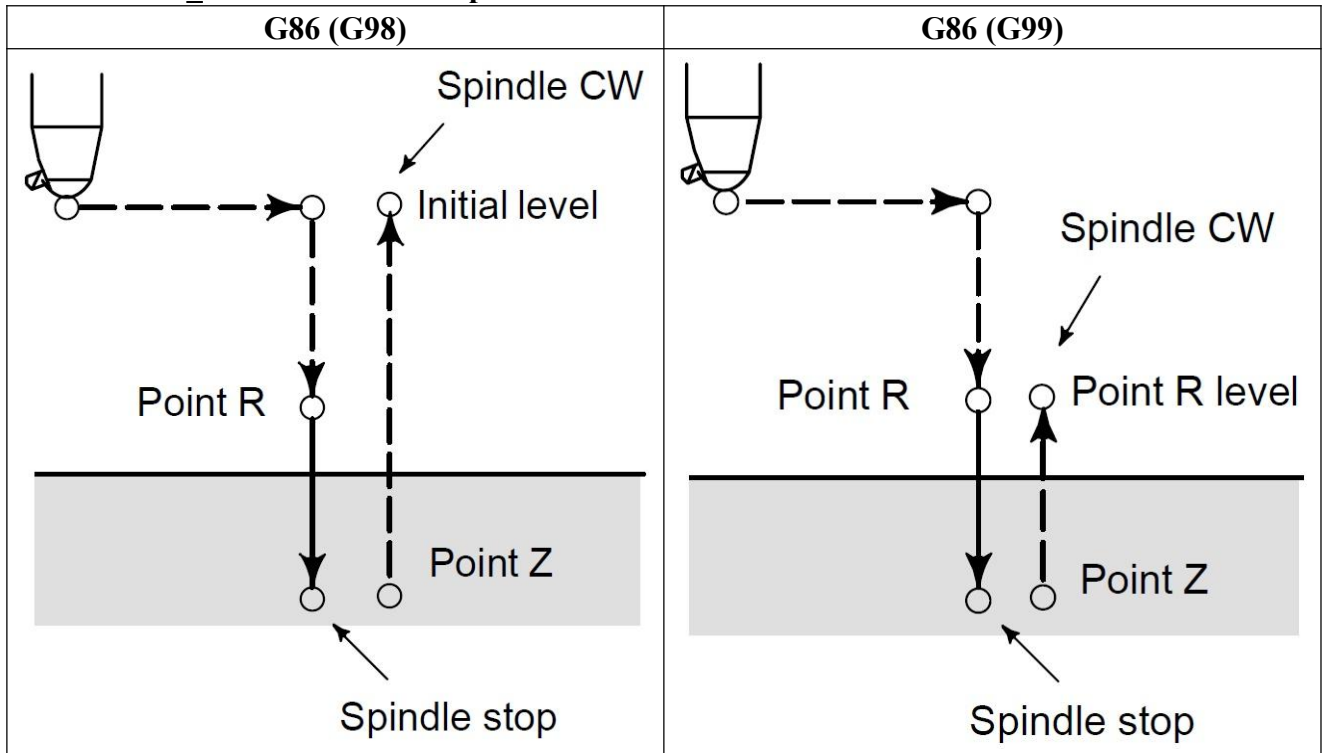 G86 (G98)
G86 (G99)
Spindle CW
Initial level
Point R
Point Z
Spindle stop
Spindle CW
Point R
Point R level
Point Z
Spindle stop